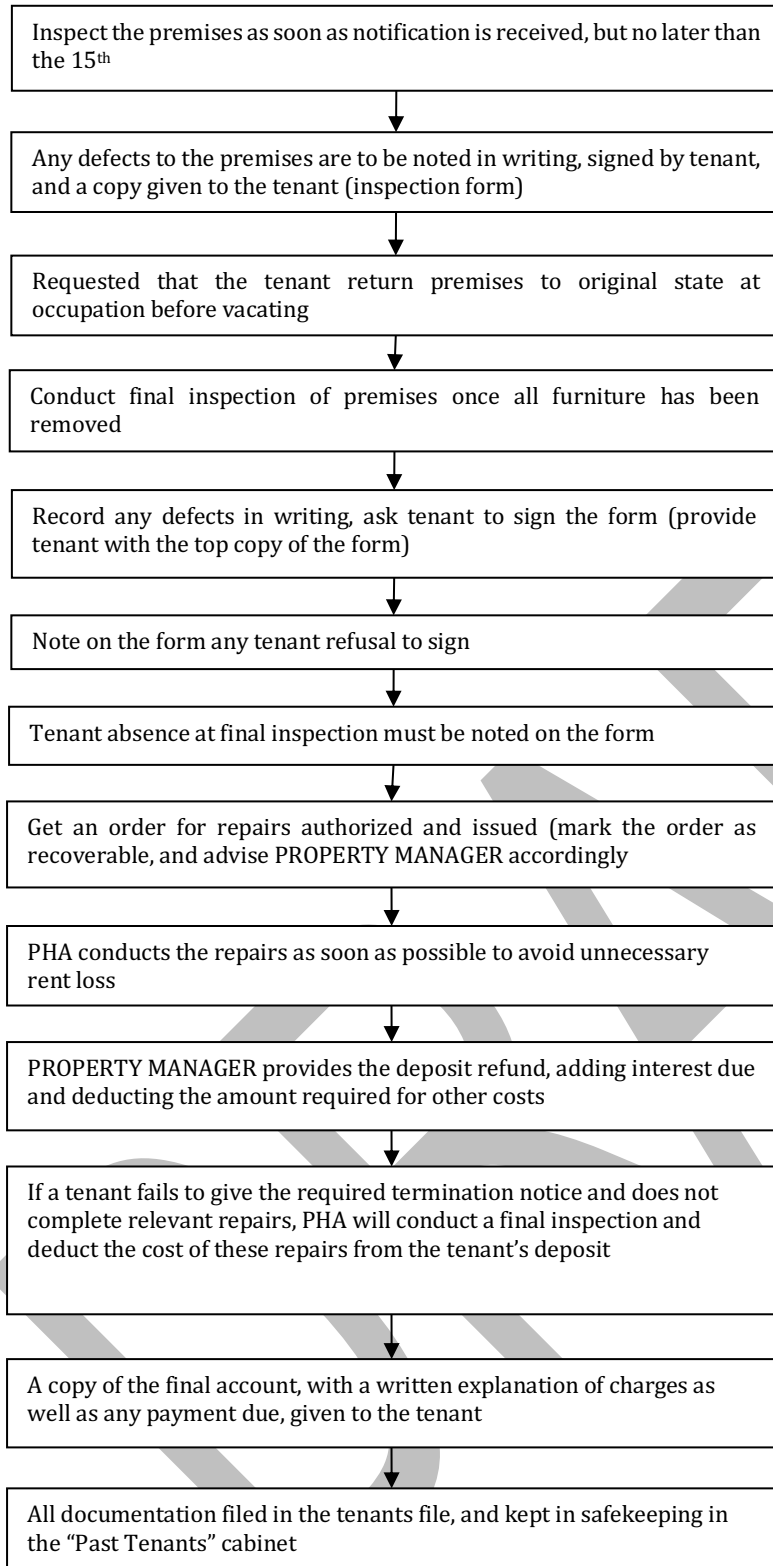 Inspect the premises as soon as notification is received, but no later than
the 15th
Any defects to the premises are to be noted in writing, signed by tenant,
and a copy given to the tenant (inspection form)
Requested that the tenant return premises to original state at
occupation before vacating
Conduct final inspection of premises once all furniture has been
removed
Record any defects in writing, ask tenant to sign the form (provide
tenant with the top copy of the form)
Note on the form any tenant refusal to sign
Tenant absence at final inspection must be noted on the form
Get an order for repairs authorized and issued (mark the order as
recoverable, and advise PROPERTY MANAGER accordingly
PHA conducts the repairs as soon as possible to avoid unnecessary
rent loss
PROPERTY MANAGER provides the deposit refund, adding interest due
and deducting the amount required for other costs
If a tenant fails to give the required termination notice and does not
complete relevant repairs, PHA will conduct a final inspection and
deduct the cost of these repairs from the tenant’s deposit
A copy of the final account, with a written explanation of charges as
well as any payment due, given to the tenant
All documentation filed in the tenants file, and kept in safekeeping in
the “Past Tenants” cabinet